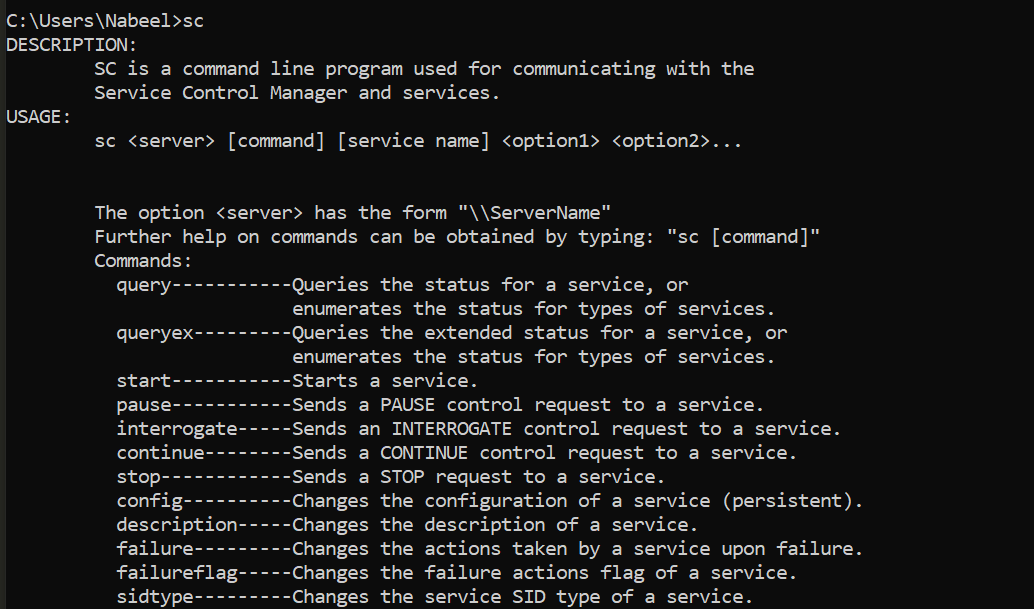 C:\Users\Nabeel>sc
DESCRIPTION:
        SC is a command line program used for communicating with the
        Service Control Manager and services.
USAGE:
        sc <server> [command] [service name] <option1> <option2>...


        The option <server> has the form "\\ServerName"
        Further help on commands can be obtained by typing: "sc [command]"
        Commands:
          query-----------Queries the status for a service, or
                          enumerates the status for types of services.
          queryex---------Queries the extended status for a service, or
                          enumerates the status for types of services.
          start-----------Starts a service.
          pause-----------Sends a PAUSE control request to a service.
          interrogate-----Sends an INTERROGATE control request to a service.
          continue--------Sends a CONTINUE control request to a service.
          stop------------Sends a STOP request to a service.
          config----------Changes the configuration of a service (persistent).
          description-----Changes the description of a service.
          failure---------Changes the actions taken by a service upon failure.
          failureflag-----Changes the failure actions flag of a service.
          sidtype---------Changes the service SID type of a service.